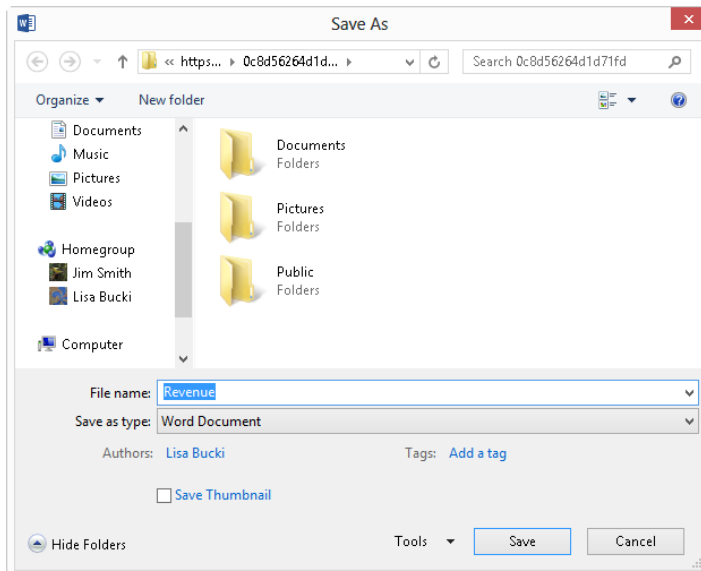 Save As
« https... ▸ 0c8d56264d1d... ▸
Search 0c8d56264d1d71fd
Organize New folder
Documents
Music
Pictures
Videos
Homegroup
Jim Smith
Lisa Bucki
Computer
Documents
Folders
Pictures
Folders
Public
Folders
File name: Revenue
Save as type: Word Document
Authors: Lisa Bucki Tags: Add a tag
Save Thumbnail
Hide Folders Tools Save Cancel